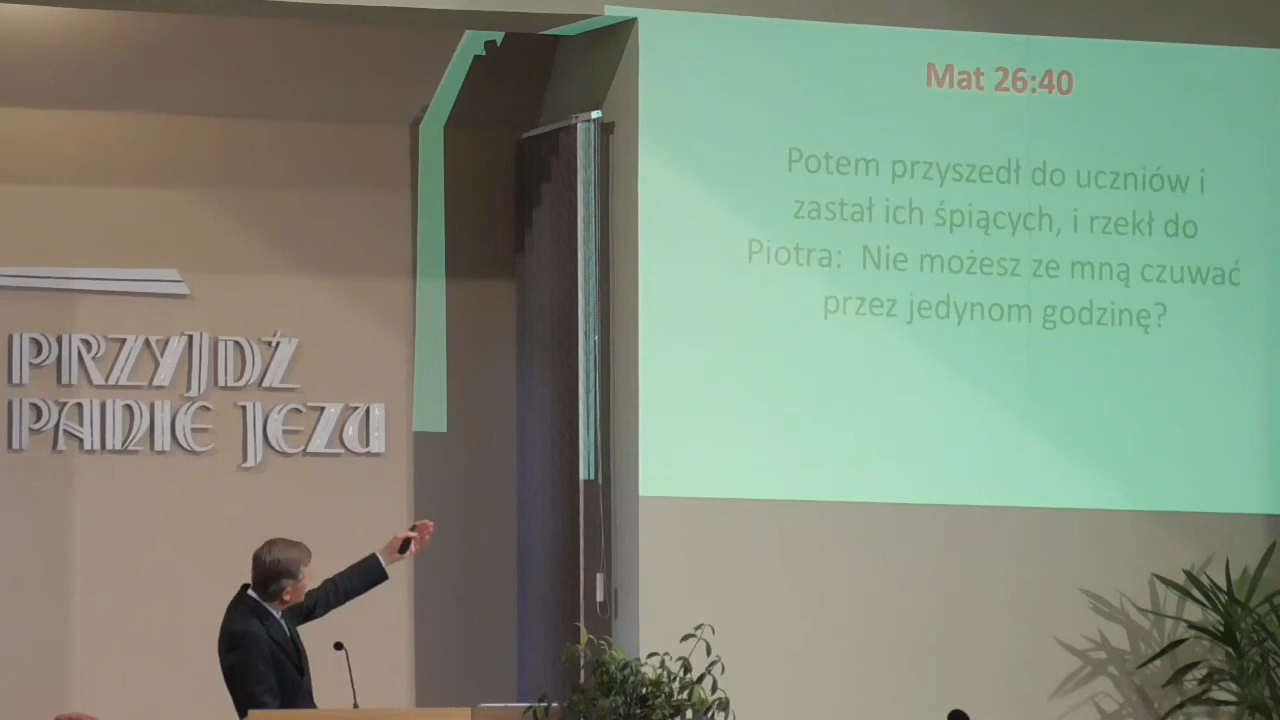 Mat 26:40
Potem przyszedł do uczniów i
zastał ich śpiących, i rzekł do
Piotra: Nie możesz ze mną czuwać
przez jedynom godzinę?
PRZYJDŹ
PANIE JEZU